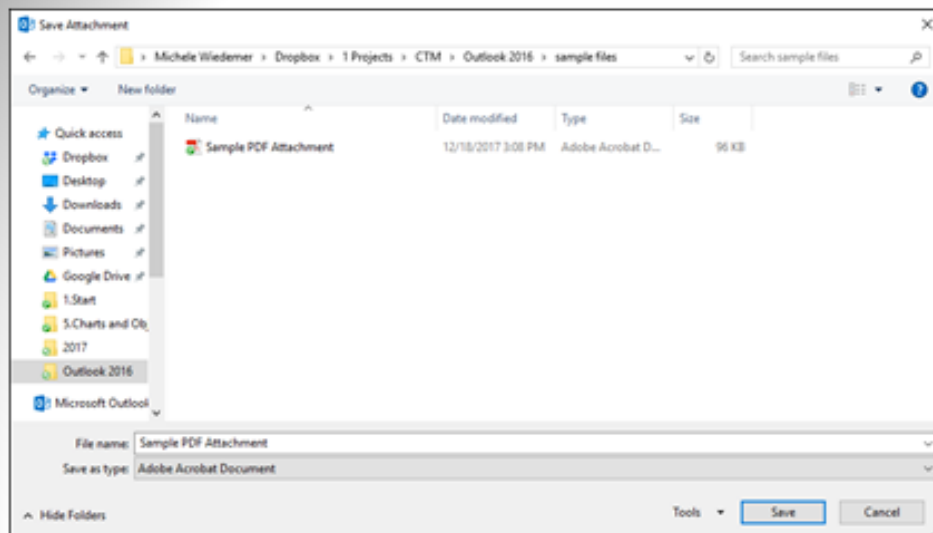 Save Attachment
Michele Wiedemer > Dropbox > 1 Projects > CTM > Outlook 2016 > sample files
Search sample files
Organize
New folder
Name
Date modified
Type
Size
Sample PDF Attachment
12/18/2017 3:08 PM
Adobe Acrobat D...
96 KB
Quick access
Dropbox
Desktop
Downloads
Documents
Pictures
Google Drive
1.Start
5.Charts and Ob
2017
Outlook 2016
Microsoft Outlook
File name: Sample PDF Attachment
Save as type: Adobe Acrobat Document
Hide Folders
Tools
Save
Cancel